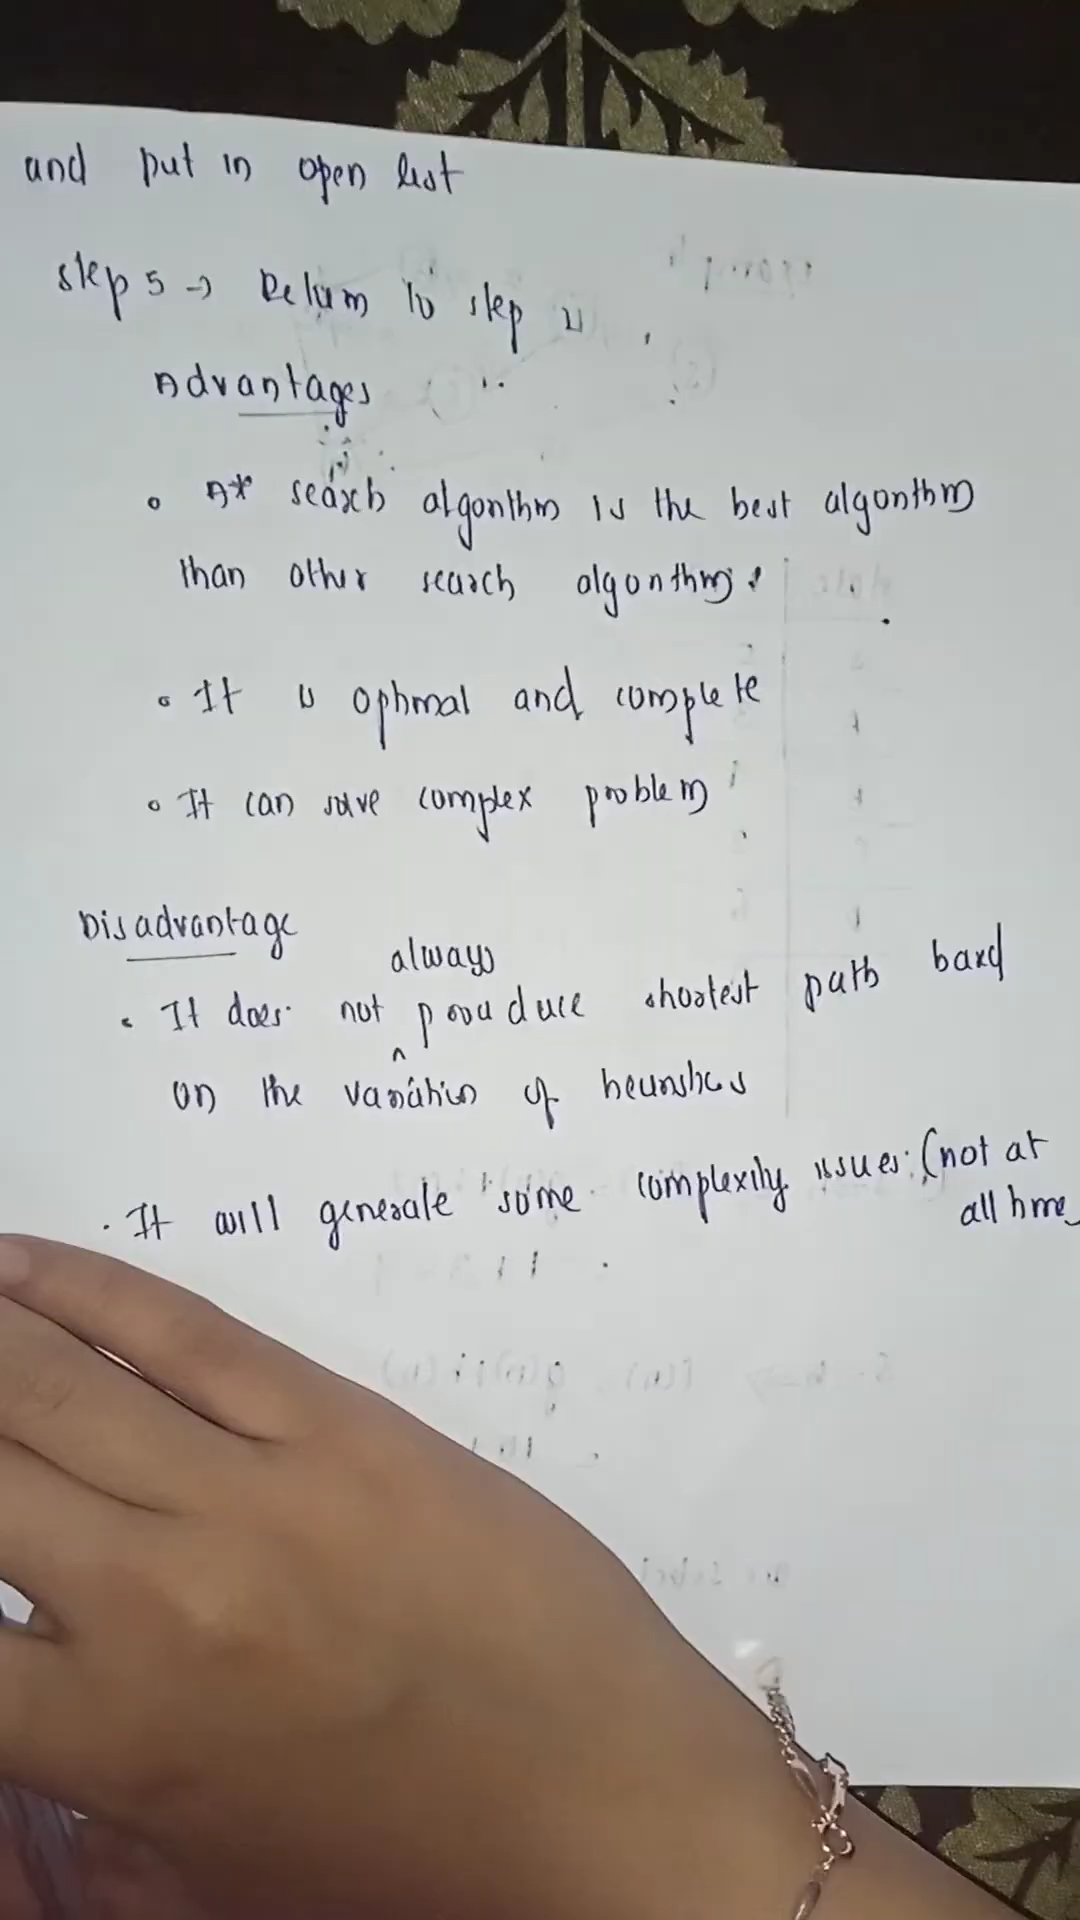 and put in open list
step 5 → Return to step 2.
Advantages
• A* search algorithm is the best algorithm
than other search algorithms.
• It is optimal and complete
• It can solve complex problem
Disadvantage
always
• It does not ^ produce shortest path based
on the variation of heuristics
• It will generate some complexity issues. (not at
all time